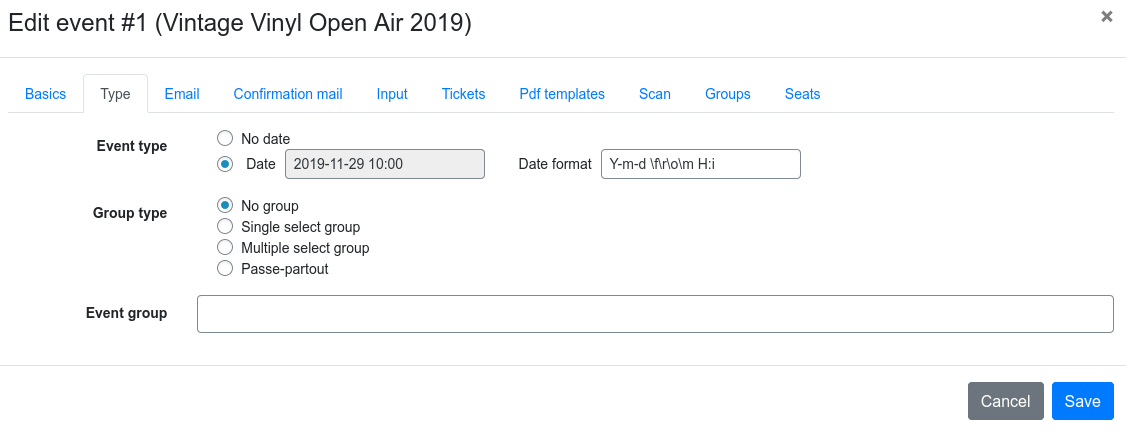 Edit event #1 (Vintage Vinyl Open Air 2019)
×
Basics Type Email Confirmation mail Input Tickets Pdf templates Scan Groups Seats
Event type
No date
Date 2019-11-29 10:00 Date format Y-m-d \f\r\o\m H:i
Group type
No group
Single select group
Multiple select group
Passe-partout
Event group
Cancel Save